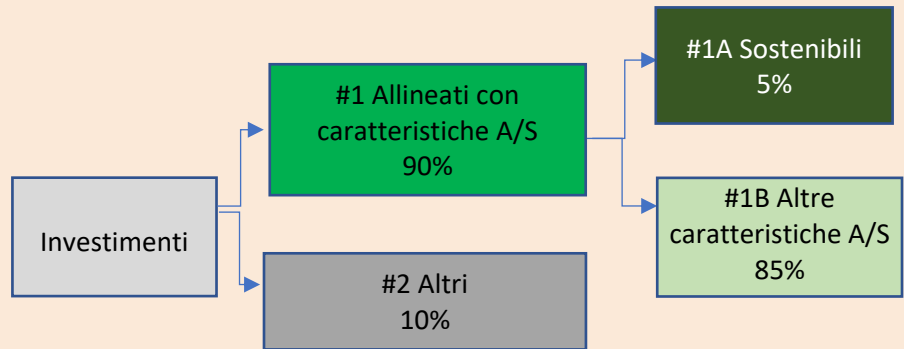 Investimenti
#1 Allineati con
caratteristiche A/S
90%
#2 Altri
10%
#1A Sostenibili
5%
#1B Altre
caratteristiche A/S
85%